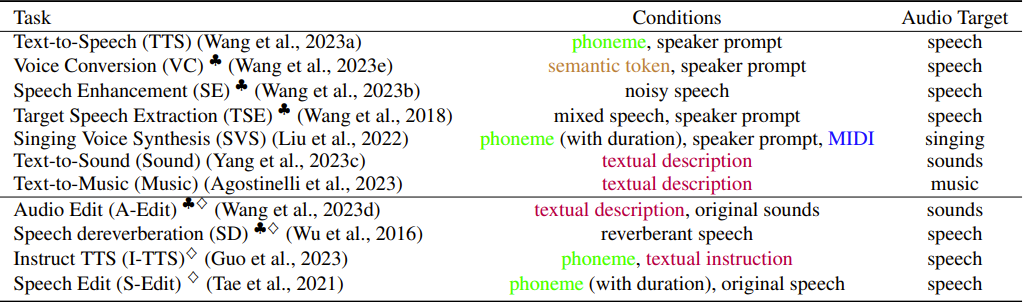 Task Conditions Audio Target
Text-to-Speech (TTS) (Wang et al., 2023a) phoneme, speaker prompt speech
Voice Conversion (VC) ♣ (Wang et al., 2023e) semantic token, speaker prompt speech
Speech Enhancement (SE) ♣ (Wang et al., 2023b) noisy speech speech
Target Speech Extraction (TSE) ♣ (Wang et al., 2018) mixed speech, speaker prompt speech
Singing Voice Synthesis (SVS) (Liu et al., 2022) phoneme (with duration), speaker prompt, MIDI singing
Text-to-Sound (Sound) (Yang et al., 2023c) textual description sounds
Text-to-Music (Music) (Agostinelli et al., 2023) textual description music
Audio Edit (A-Edit) ♣♢ (Wang et al., 2023d) textual description, original sounds sounds
Speech dereverberation (SD) ♣♢ (Wu et al., 2016) reverberant speech speech
Instruct TTS (I-TTS)♢ (Guo et al., 2023) phoneme, textual instruction speech
Speech Edit (S-Edit) ♢ (Tae et al., 2021) phoneme (with duration), original speech speech